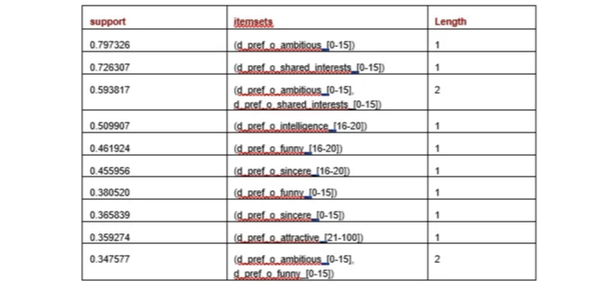 support itemsets Length
0.797326 (d_pref_o_ambitious_[0-15]) 1
0.726307 (d_pref_o_shared_interests_[0-15]) 1
0.593817 (d_pref_o_ambitious_[0-15], 2
d_pref_o_shared_interests_[0-15])
0.509907 (d_pref_o_intelligence_[16-20]) 1
0.461924 (d_pref_o_funny_[16-20]) 1
0.455956 (d_pref_o_sincere_[16-20]) 1
0.380520 (d_pref_o_funny_[0-15]) 1
0.365839 (d_pref_o_sincere_[0-15]) 1
0.359274 (d_pref_o_attractive_[21-100]) 1
0.347577 (d_pref_o_ambitious_[0-15], 2
d_pref_o_funny_[0-15])